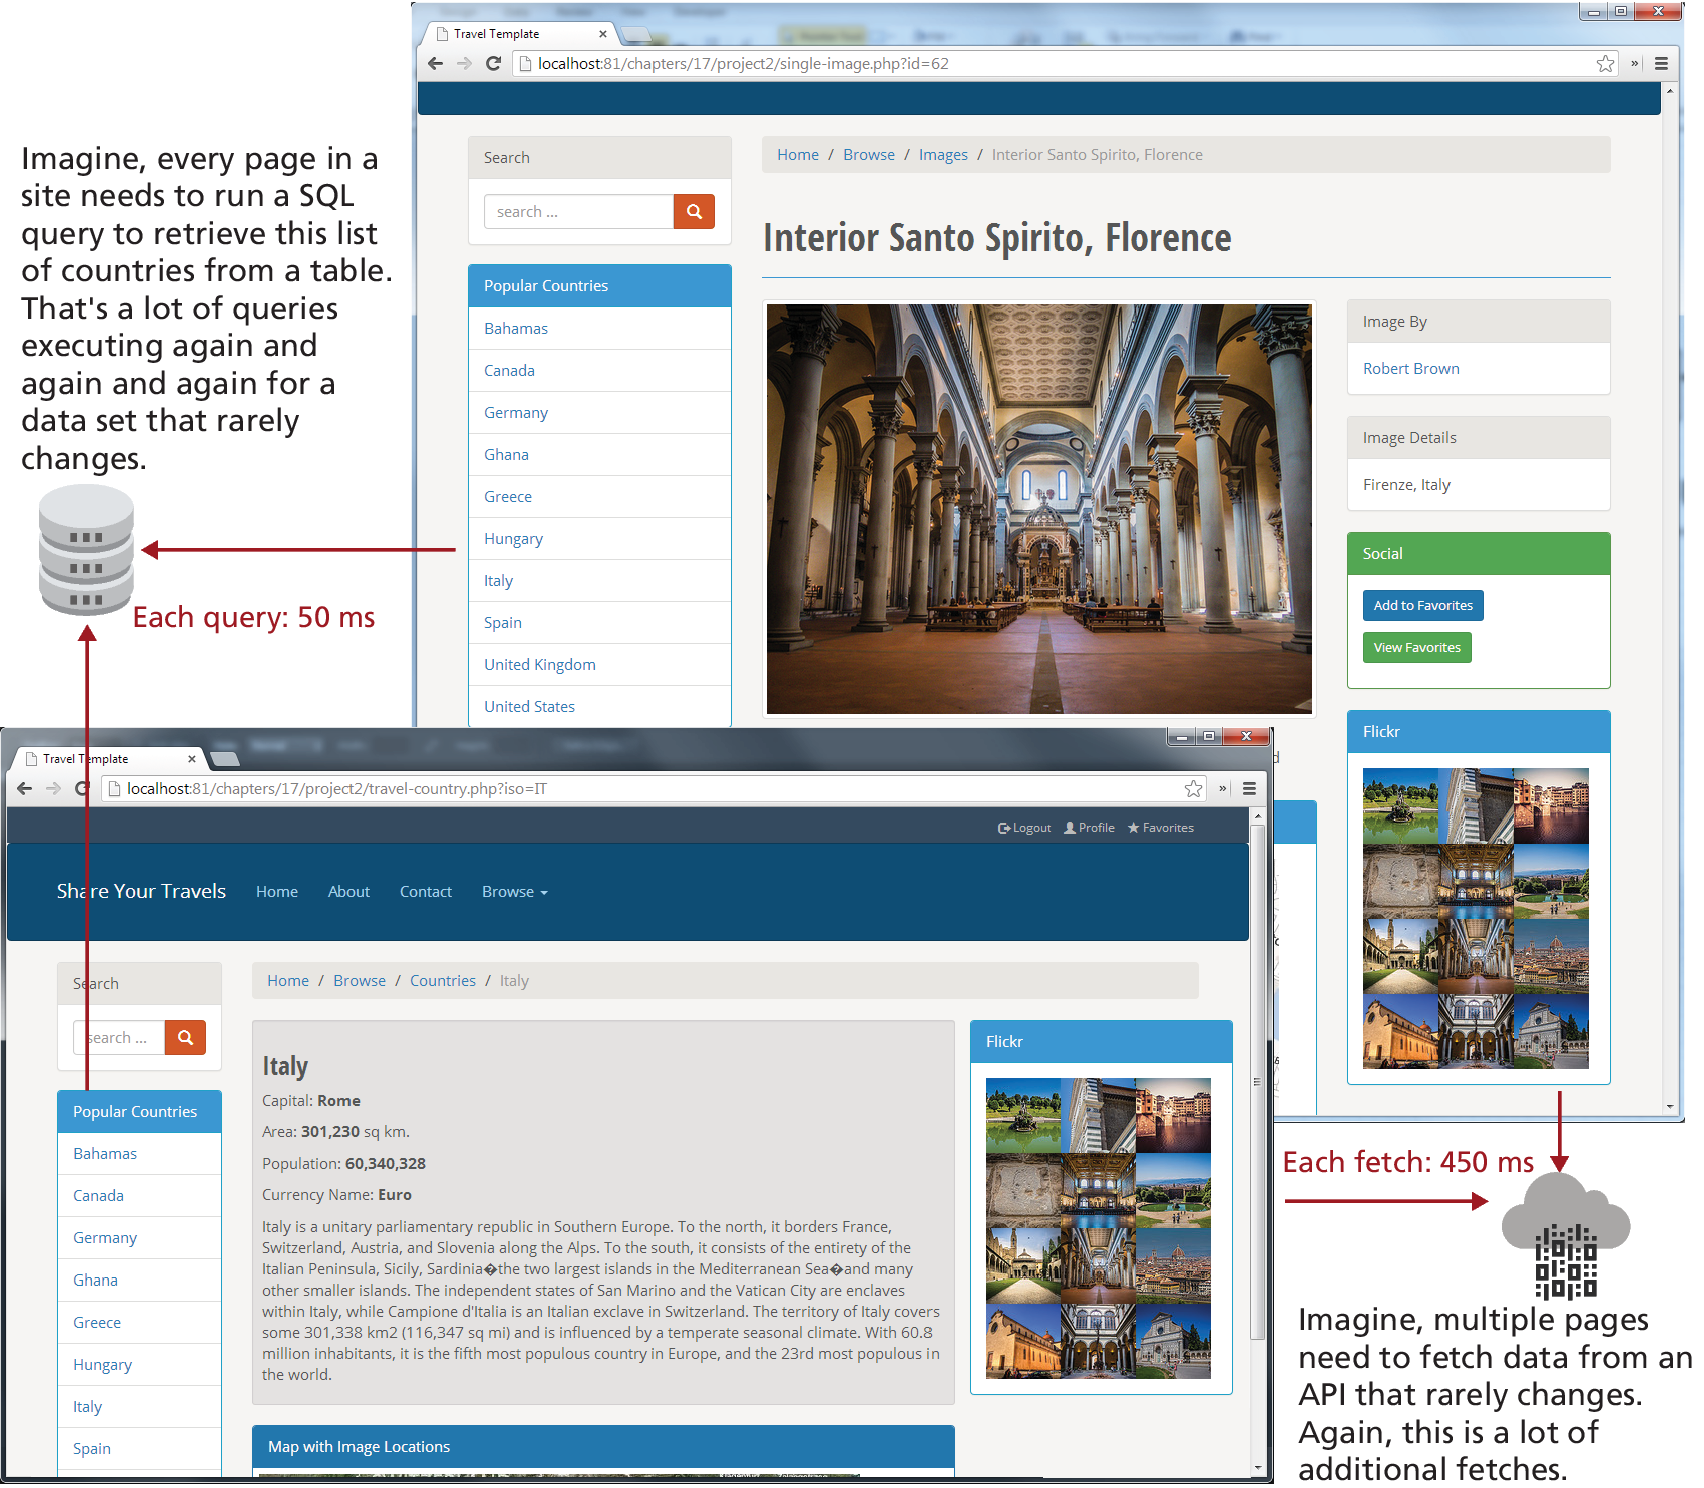 Travel Template
localhost:81/chapters/17/project2/single-image.php?id=62
Imagine, every page in a
site needs to run a SQL
query to retrieve this list
of countries from a table.
That's a lot of queries
executing again and
again and again for a
data set that rarely
changes.
Each query: 50 ms
Search
search ...
Popular Countries
Bahamas
Canada
Germany
Ghana
Greece
Hungary
Italy
Spain
United Kingdom
United States
Home / Browse / Images / Interior Santo Spirito, Florence
Interior Santo Spirito, Florence
Image By
Robert Brown
Image Details
Firenze, Italy
Social
Add to Favorites
View Favorites
Flickr
Travel Template
localhost:81/chapters/17/project2/travel-country.php?iso=IT
Logout Profile Favorites
Share Your Travels Home About Contact Browse
Search
search ...
Popular Countries
Bahamas
Canada
Germany
Ghana
Greece
Hungary
Italy
Spain
Home / Browse / Countries / Italy
Italy
Capital: Rome
Area: 301,230 sq km.
Population: 60,340,328
Currency Name: Euro
Italy is a unitary parliamentary republic in Southern Europe. To the north, it borders France,
Switzerland, Austria, and Slovenia along the Alps. To the south, it consists of the entirety of the
Italian Peninsula, Sicily, Sardinia�the two largest islands in the Mediterranean Sea�and many
other smaller islands. The independent states of San Marino and the Vatican City are enclaves
within Italy, while Campione d'Italia is an Italian exclave in Switzerland. The territory of Italy covers
some 301,338 km2 (116,347 sq mi) and is influenced by a temperate seasonal climate. With 60.8
million inhabitants, it is the fifth most populous country in Europe, and the 23rd most populous in
the world.
Map with Image Locations
Flickr
Each fetch: 450 ms
Imagine, multiple pages
need to fetch data from an
API that rarely changes.
Again, this is a lot of
additional fetches.